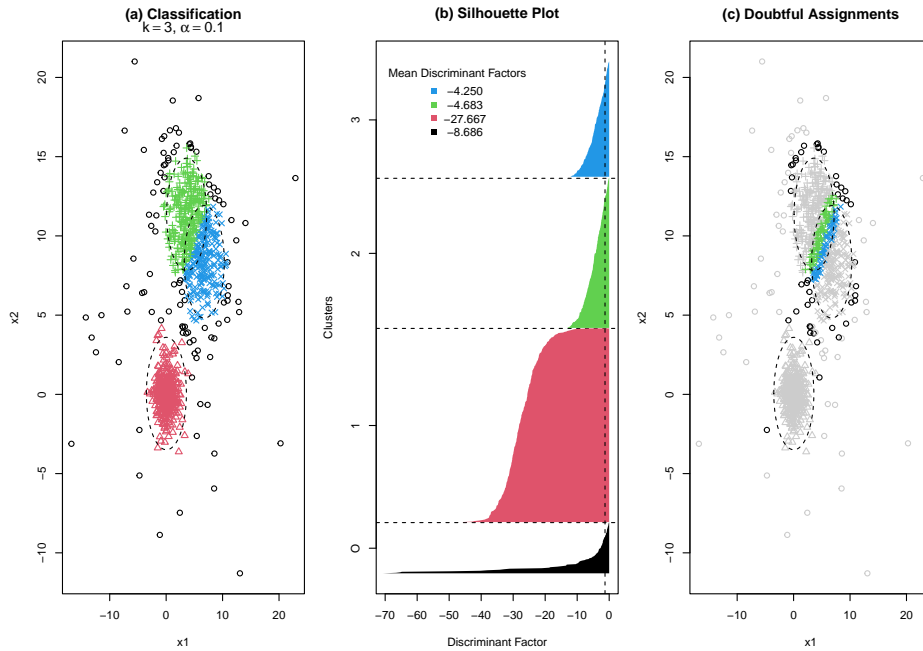 (a) Classification
k = 3, α = 0.1
20
15
10
5
0
−5
−10
x2
−10 0 10 20
x1
(b) Silhouette Plot
Mean Discriminant Factors
−4.250
−4.683
−27.667
−8.686
3
2
1
O
Clusters
−70 −60 −50 −40 −30 −20 −10 0
Discriminant Factor
(c) Doubtful Assignments
20
15
10
5
0
−5
−10
x2
−10 0 10 20
x1